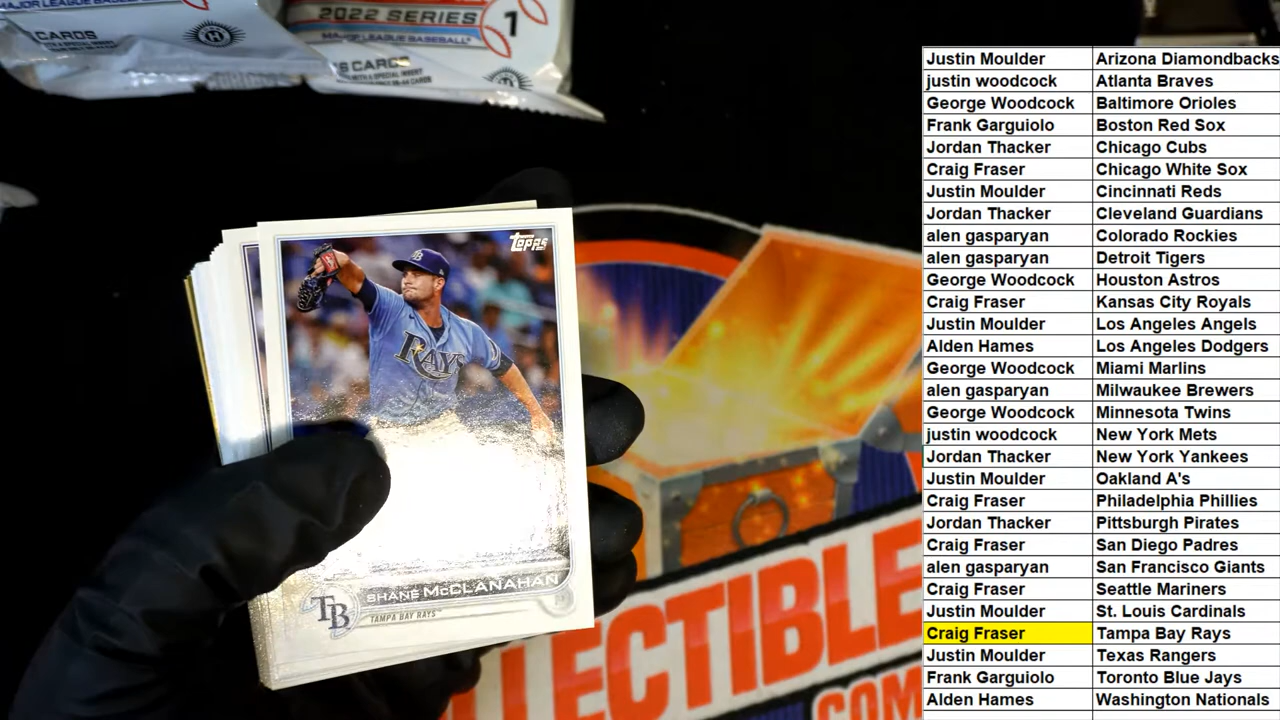 2022 SERIES 1
MAJOR LEAGUE BASEBALL
CARDS
6 CARDS
Topps
RAYS
TB
SHANE McCLANAHAN
TAMPA BAY RAYS
LECTIBLE
COM
Justin Moulder Arizona Diamondbacks
justin woodcock Atlanta Braves
George Woodcock Baltimore Orioles
Frank Garguiolo Boston Red Sox
Jordan Thacker Chicago Cubs
Craig Fraser Chicago White Sox
Justin Moulder Cincinnati Reds
Jordan Thacker Cleveland Guardians
alen gasparyan Colorado Rockies
alen gasparyan Detroit Tigers
George Woodcock Houston Astros
Craig Fraser Kansas City Royals
Justin Moulder Los Angeles Angels
Alden Hames Los Angeles Dodgers
George Woodcock Miami Marlins
alen gasparyan Milwaukee Brewers
George Woodcock Minnesota Twins
justin woodcock New York Mets
Jordan Thacker New York Yankees
Justin Moulder Oakland A's
Craig Fraser Philadelphia Phillies
Jordan Thacker Pittsburgh Pirates
Craig Fraser San Diego Padres
alen gasparyan San Francisco Giants
Craig Fraser Seattle Mariners
Justin Moulder St. Louis Cardinals
Craig Fraser Tampa Bay Rays
Justin Moulder Texas Rangers
Frank Garguiolo Toronto Blue Jays
Alden Hames Washington Nationals